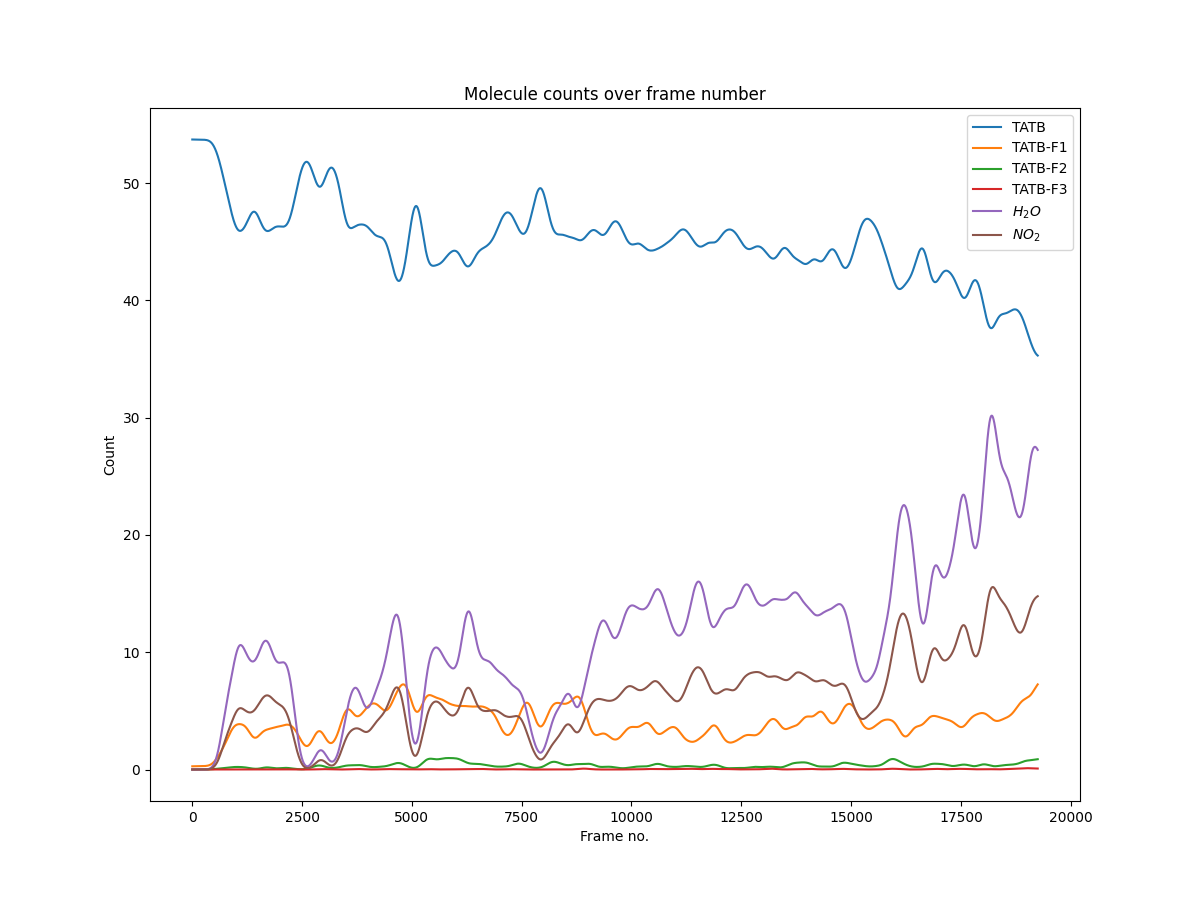 Molecule counts over frame number
TATB
TATB-F1
TATB-F2
TATB-F3
H₂O
NO₂
Count
50
40
30
20
10
0
0 2500 5000 7500 10000 12500 15000 17500 20000
Frame no.